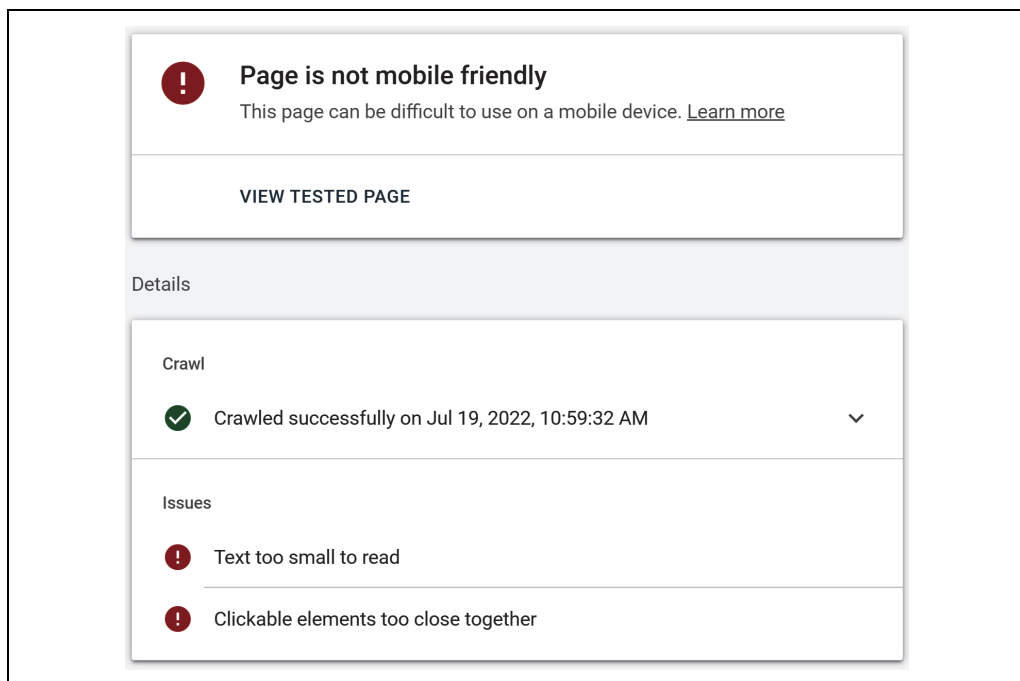 Page is not mobile friendly
This page can be difficult to use on a mobile device. Learn more
VIEW TESTED PAGE
Details
Crawl
Crawled successfully on Jul 19, 2022, 10:59:32 AM
Issues
Text too small to read
Clickable elements too close together